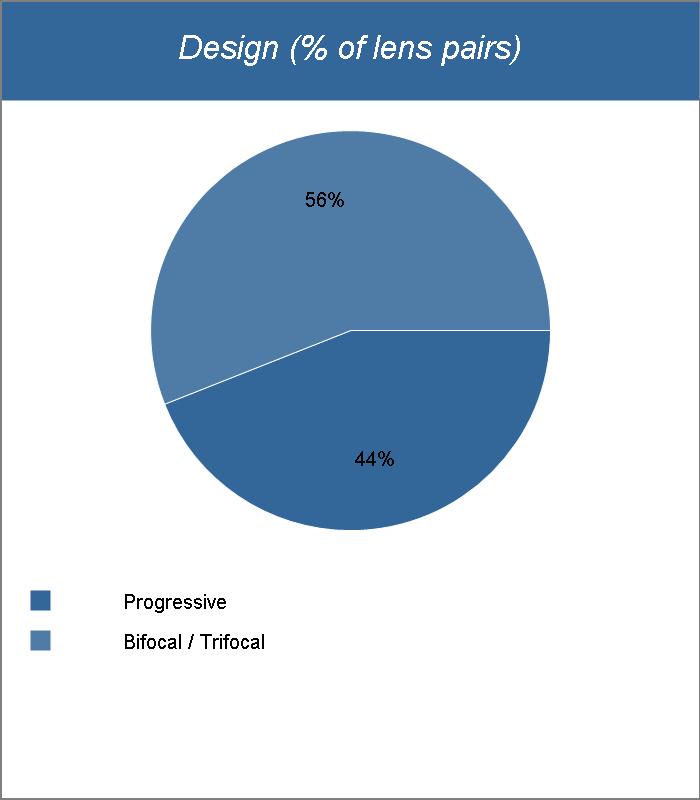 Design (% of lens pairs)
56%
44%
Progressive
Bifocal / Trifocal